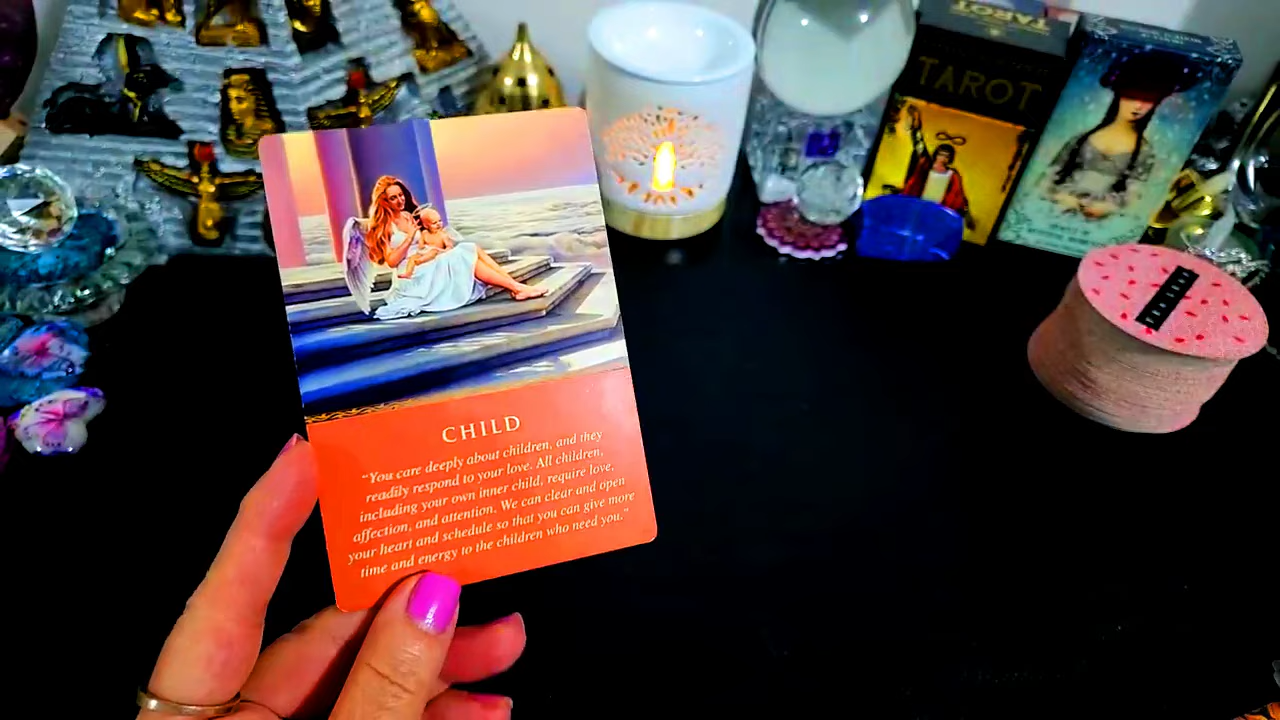 TAROT
TAROT
CHILD
“You care deeply about children, and they
readily respond to your love. All children,
including your own inner child, require love,
affection, and attention. We can clear and open
your heart and schedule so that you can give more
time and energy to the children who need you.”